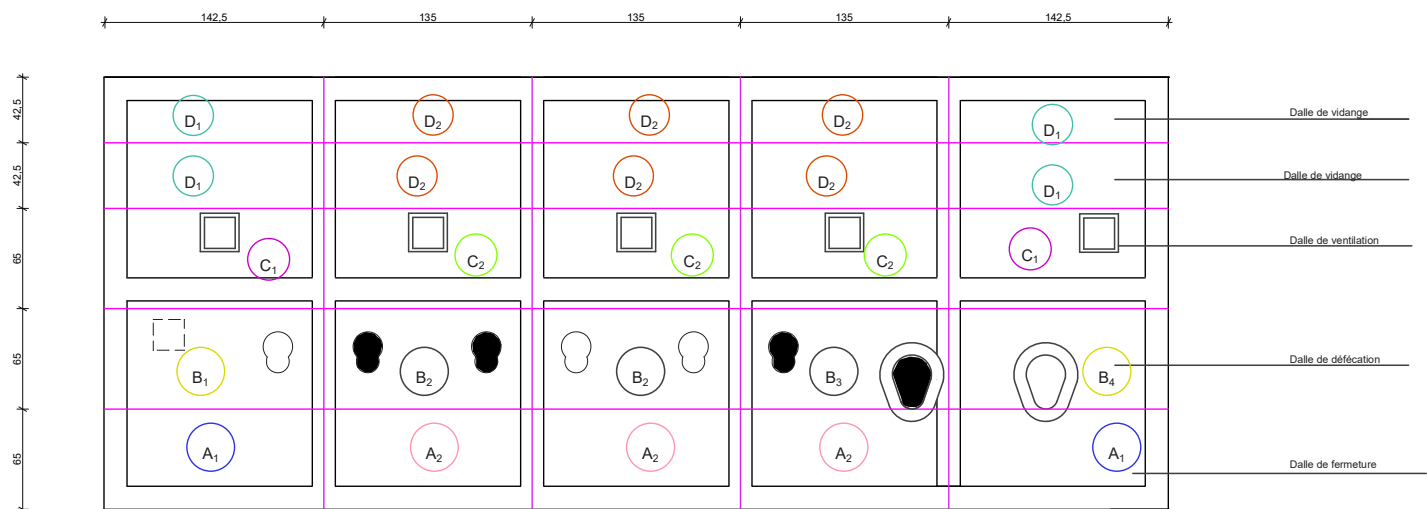 142,5 135 135 135 142,5
42,5
D₁ D₂ D₂ D₂ D₁ Dalle de vidange
42,5
D₁ D₂ D₂ D₂ D₁ Dalle de vidange
65
C₁ C₂ C₂ C₂ C₁ Dalle de ventilation
65
B₁ B₂ B₂ B₃ B₄ Dalle de défécation
65
A₁ A₂ A₂ A₂ A₁ Dalle de fermeture